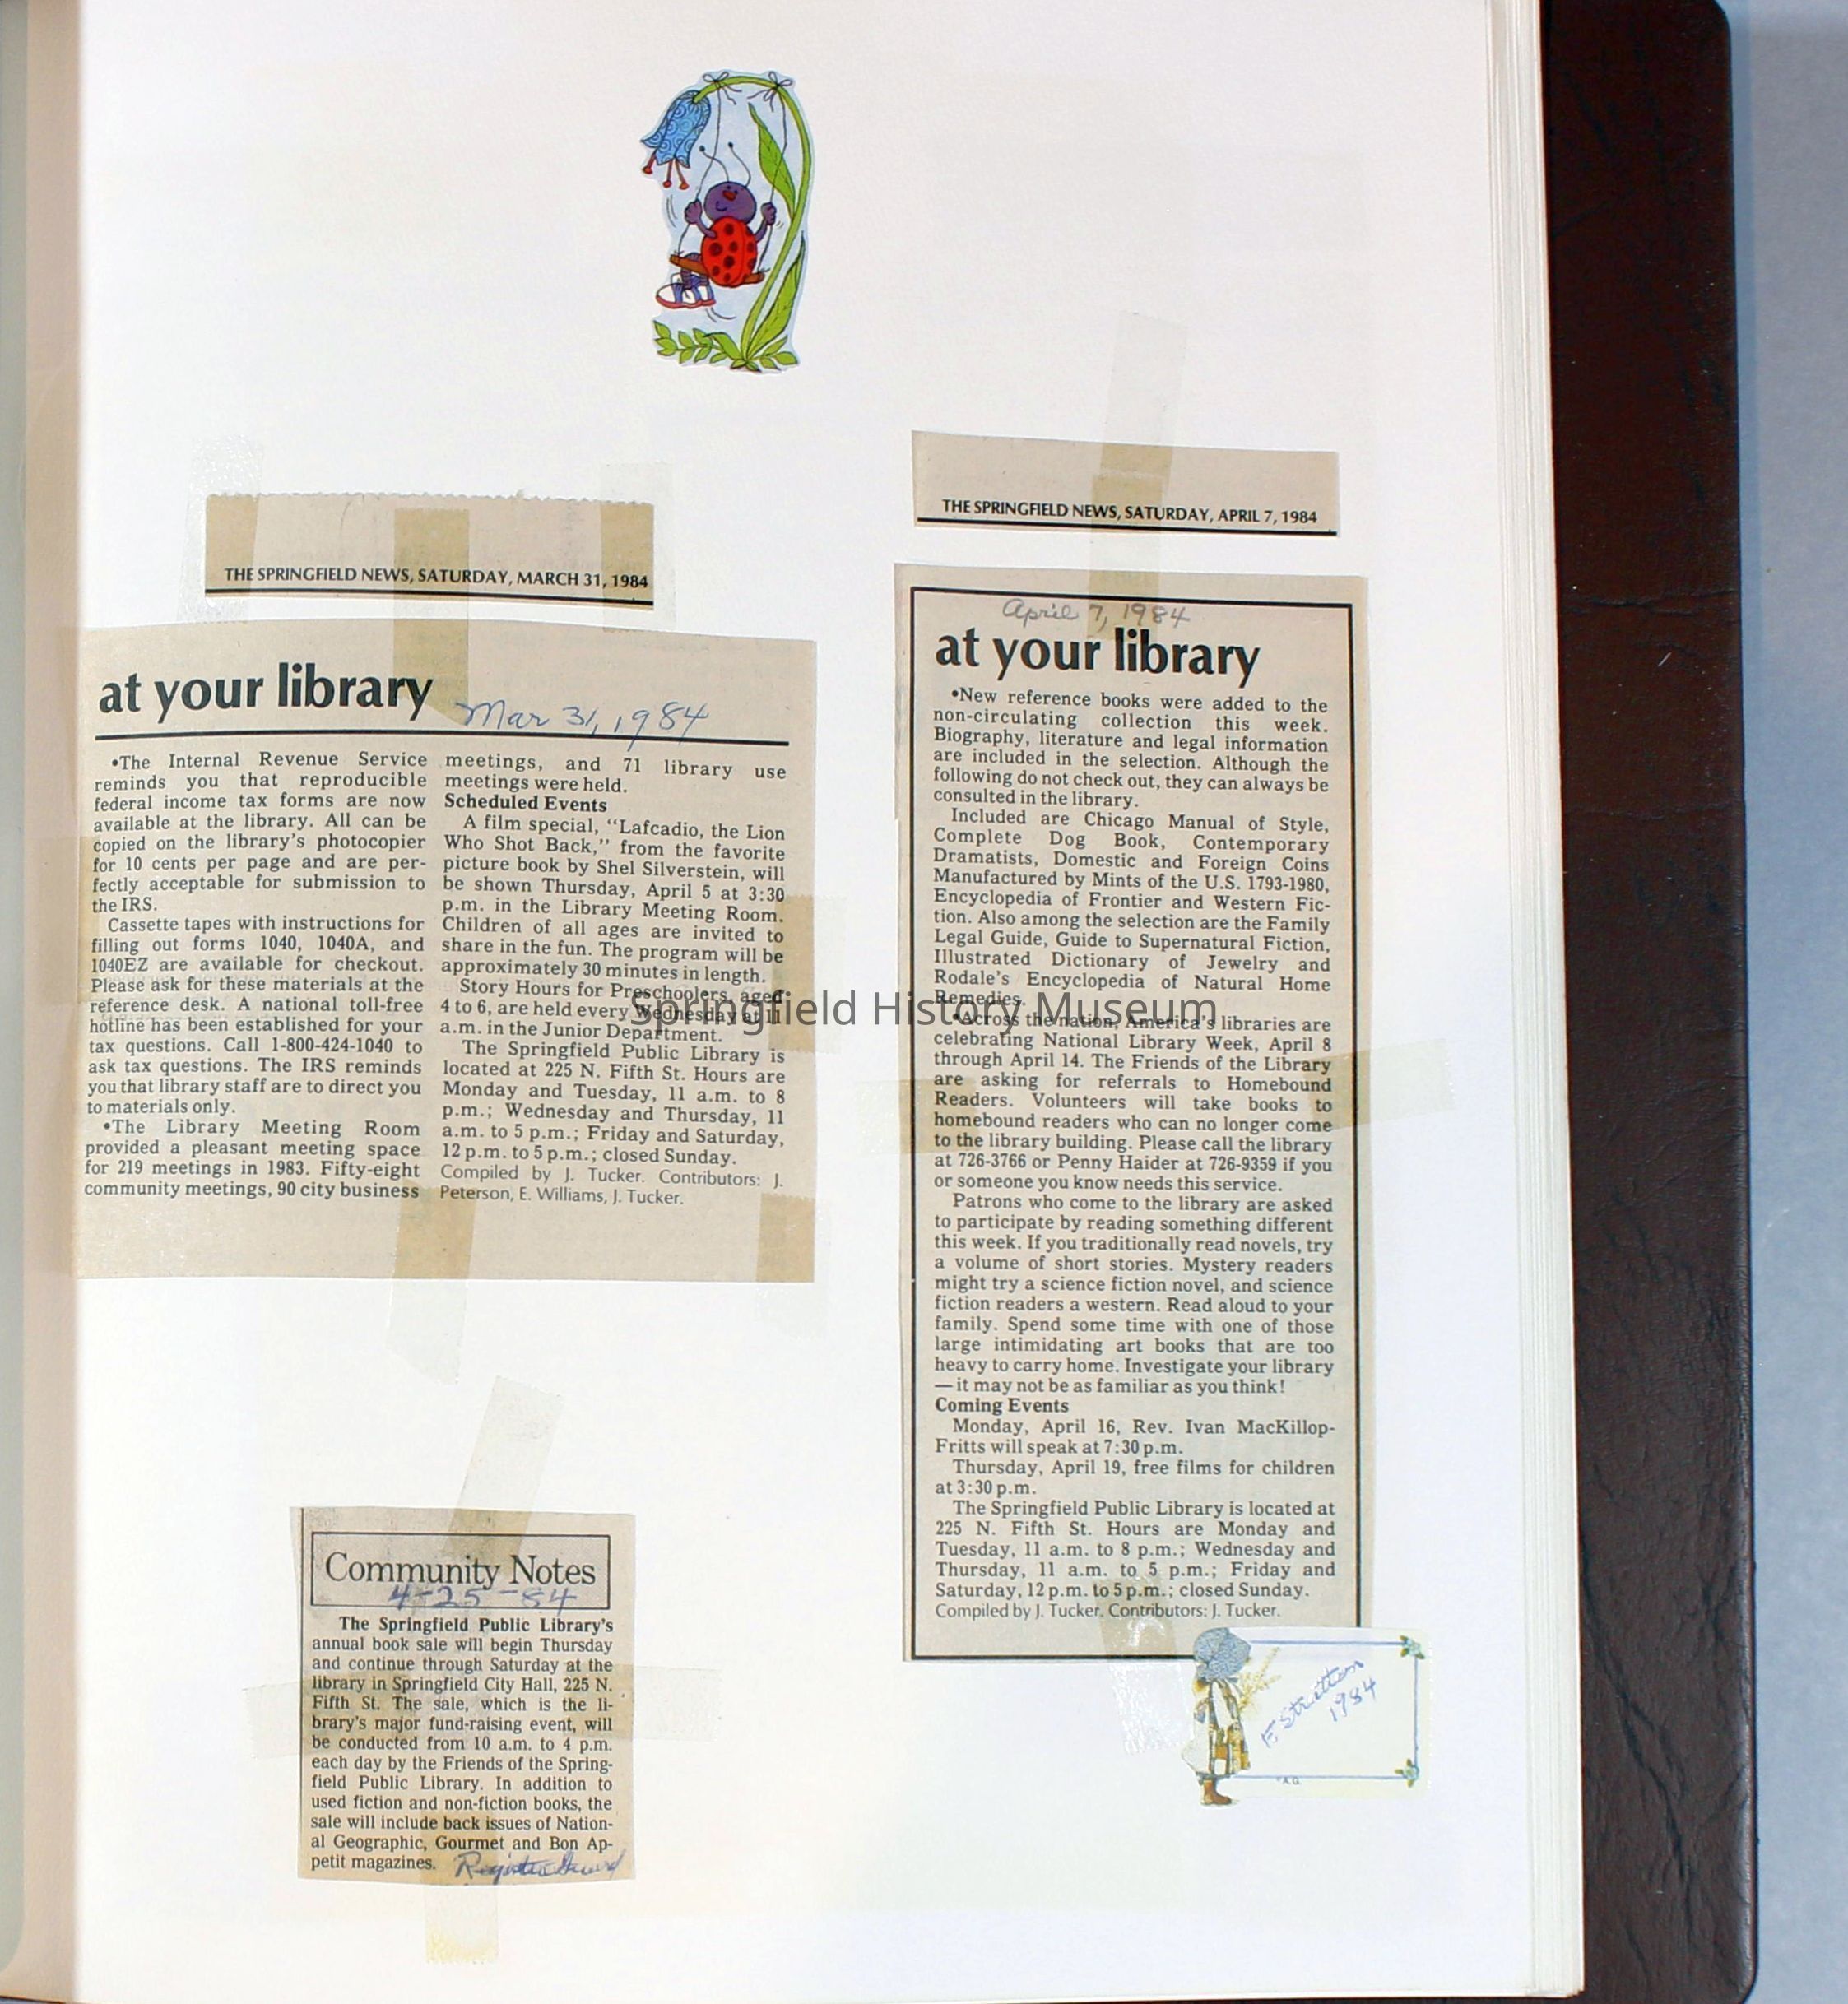 THE SPRINGFIELD NEWS, SATURDAY, MARCH 31, 1984
at your library
Mar 31, 1984
•The Internal Revenue Service
reminds you that reproducible
federal income tax forms are now
available at the library. All can be
copied on the library's photocopier
for 10 cents per page and are per-
fectly acceptable for submission to
the IRS.
Cassette tapes with instructions for
filling out forms 1040, 1040A, and
1040EZ are available for checkout.
Please ask for these materials at the
reference desk. A national toll-free
hotline has been established for your
tax questions. Call 1-800-424-1040 to
ask tax questions. The IRS reminds
you that library staff are to direct you
to materials only.
•The Library Meeting Room
provided a pleasant meeting space
for 219 meetings in 1983. Fifty-eight
community meetings, 90 city business
meetings, and 71 library use
meetings were held.
Scheduled Events
A film special, "Lafcadio, the Lion
Who Shot Back," from the favorite
picture book by Shel Silverstein, will
be shown Thursday, April 5 at 3:30
p.m. in the Library Meeting Room.
Children of all ages are invited to
share in the fun. The program will be
approximately 30 minutes in length.
Story Hours for Preschoolers, aged
4 to 6, are held every Wednesday at 11
a.m. in the Junior Department.
The Springfield Public Library is
located at 225 N. Fifth St. Hours are
Monday and Tuesday, 11 a.m. to 8
p.m.; Wednesday and Thursday, 11
a.m. to 5 p.m.; Friday and Saturday,
12 p.m. to 5 p.m.; closed Sunday.
Compiled by J. Tucker. Contributors: J.
Peterson, E. Williams, J. Tucker.
Community Notes
4-25-84
The Springfield Public Library's
annual book sale will begin Thursday
and continue through Saturday at the
library in Springfield City Hall, 225 N.
Fifth St. The sale, which is the li-
brary's major fund-raising event, will
be conducted from 10 a.m. to 4 p.m.
each day by the Friends of the Spring-
field Public Library. In addition to
used fiction and non-fiction books, the
sale will include back issues of Nation-
al Geographic, Gourmet and Bon Ap-
petit magazines.
Register Guard
THE SPRINGFIELD NEWS, SATURDAY, APRIL 7, 1984
April 7, 1984
at your library
•New reference books were added to the
non-circulating collection this week.
Biography, literature and legal information
are included in the selection. Although the
following do not check out, they can always be
consulted in the library.
Included are Chicago Manual of Style,
Complete Dog Book, Contemporary
Dramatists, Domestic and Foreign Coins
Manufactured by Mints of the U.S. 1793-1980,
Encyclopedia of Frontier and Western Fic-
tion. Also among the selection are the Family
Legal Guide, Guide to Supernatural Fiction,
Illustrated Dictionary of Jewelry and
Rodale's Encyclopedia of Natural Home
Remedies.
•Across the nation, America's libraries are
celebrating National Library Week, April 8
through April 14. The Friends of the Library
are asking for referrals to Homebound
Readers. Volunteers will take books to
homebound readers who can no longer come
to the library building. Please call the library
at 726-3766 or Penny Haider at 726-9359 if you
or someone you know needs this service.
Patrons who come to the library are asked
to participate by reading something different
this week. If you traditionally read novels, try
a volume of short stories. Mystery readers
might try a science fiction novel, and science
fiction readers a western. Read aloud to your
family. Spend some time with one of those
large intimidating art books that are too
heavy to carry home. Investigate your library
— it may not be as familiar as you think!
Coming Events
Monday, April 16, Rev. Ivan MacKillop-
Fritts will speak at 7:30 p.m.
Thursday, April 19, free films for children
at 3:30 p.m.
The Springfield Public Library is located at
225 N. Fifth St. Hours are Monday and
Tuesday, 11 a.m. to 8 p.m.; Wednesday and
Thursday, 11 a.m. to 5 p.m.; Friday and
Saturday, 12 p.m. to 5 p.m.; closed Sunday.
Compiled by J. Tucker. Contributors: J. Tucker.
E Stratton
1984
Springfield History Museum